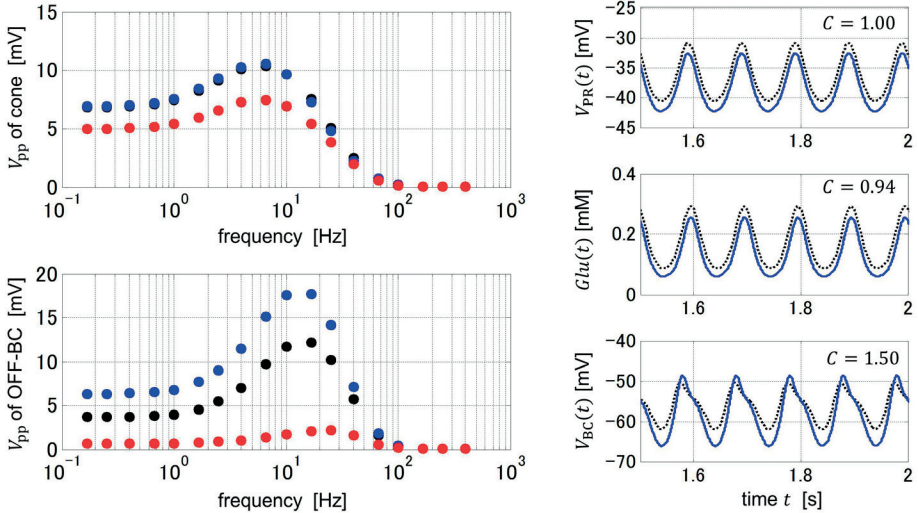 V_pp of cone [mV]
15
10
5
0
10^-1 10^0 10^1 10^2 10^3
frequency [Hz]
V_pp of OFF-BC [mV]
20
15
10
5
0
10^-1 10^0 10^1 10^2 10^3
frequency [Hz]
V_PR(t) [mV]
−25
−30
−35
−40
−45
C = 1.00
1.6 1.8 2
Glu(t) [mM]
0.4
0.2
0
C = 0.94
1.6 1.8 2
V_BC(t) [mV]
−40
−50
−60
−70
C = 1.50
1.6 1.8 2
time t [s]